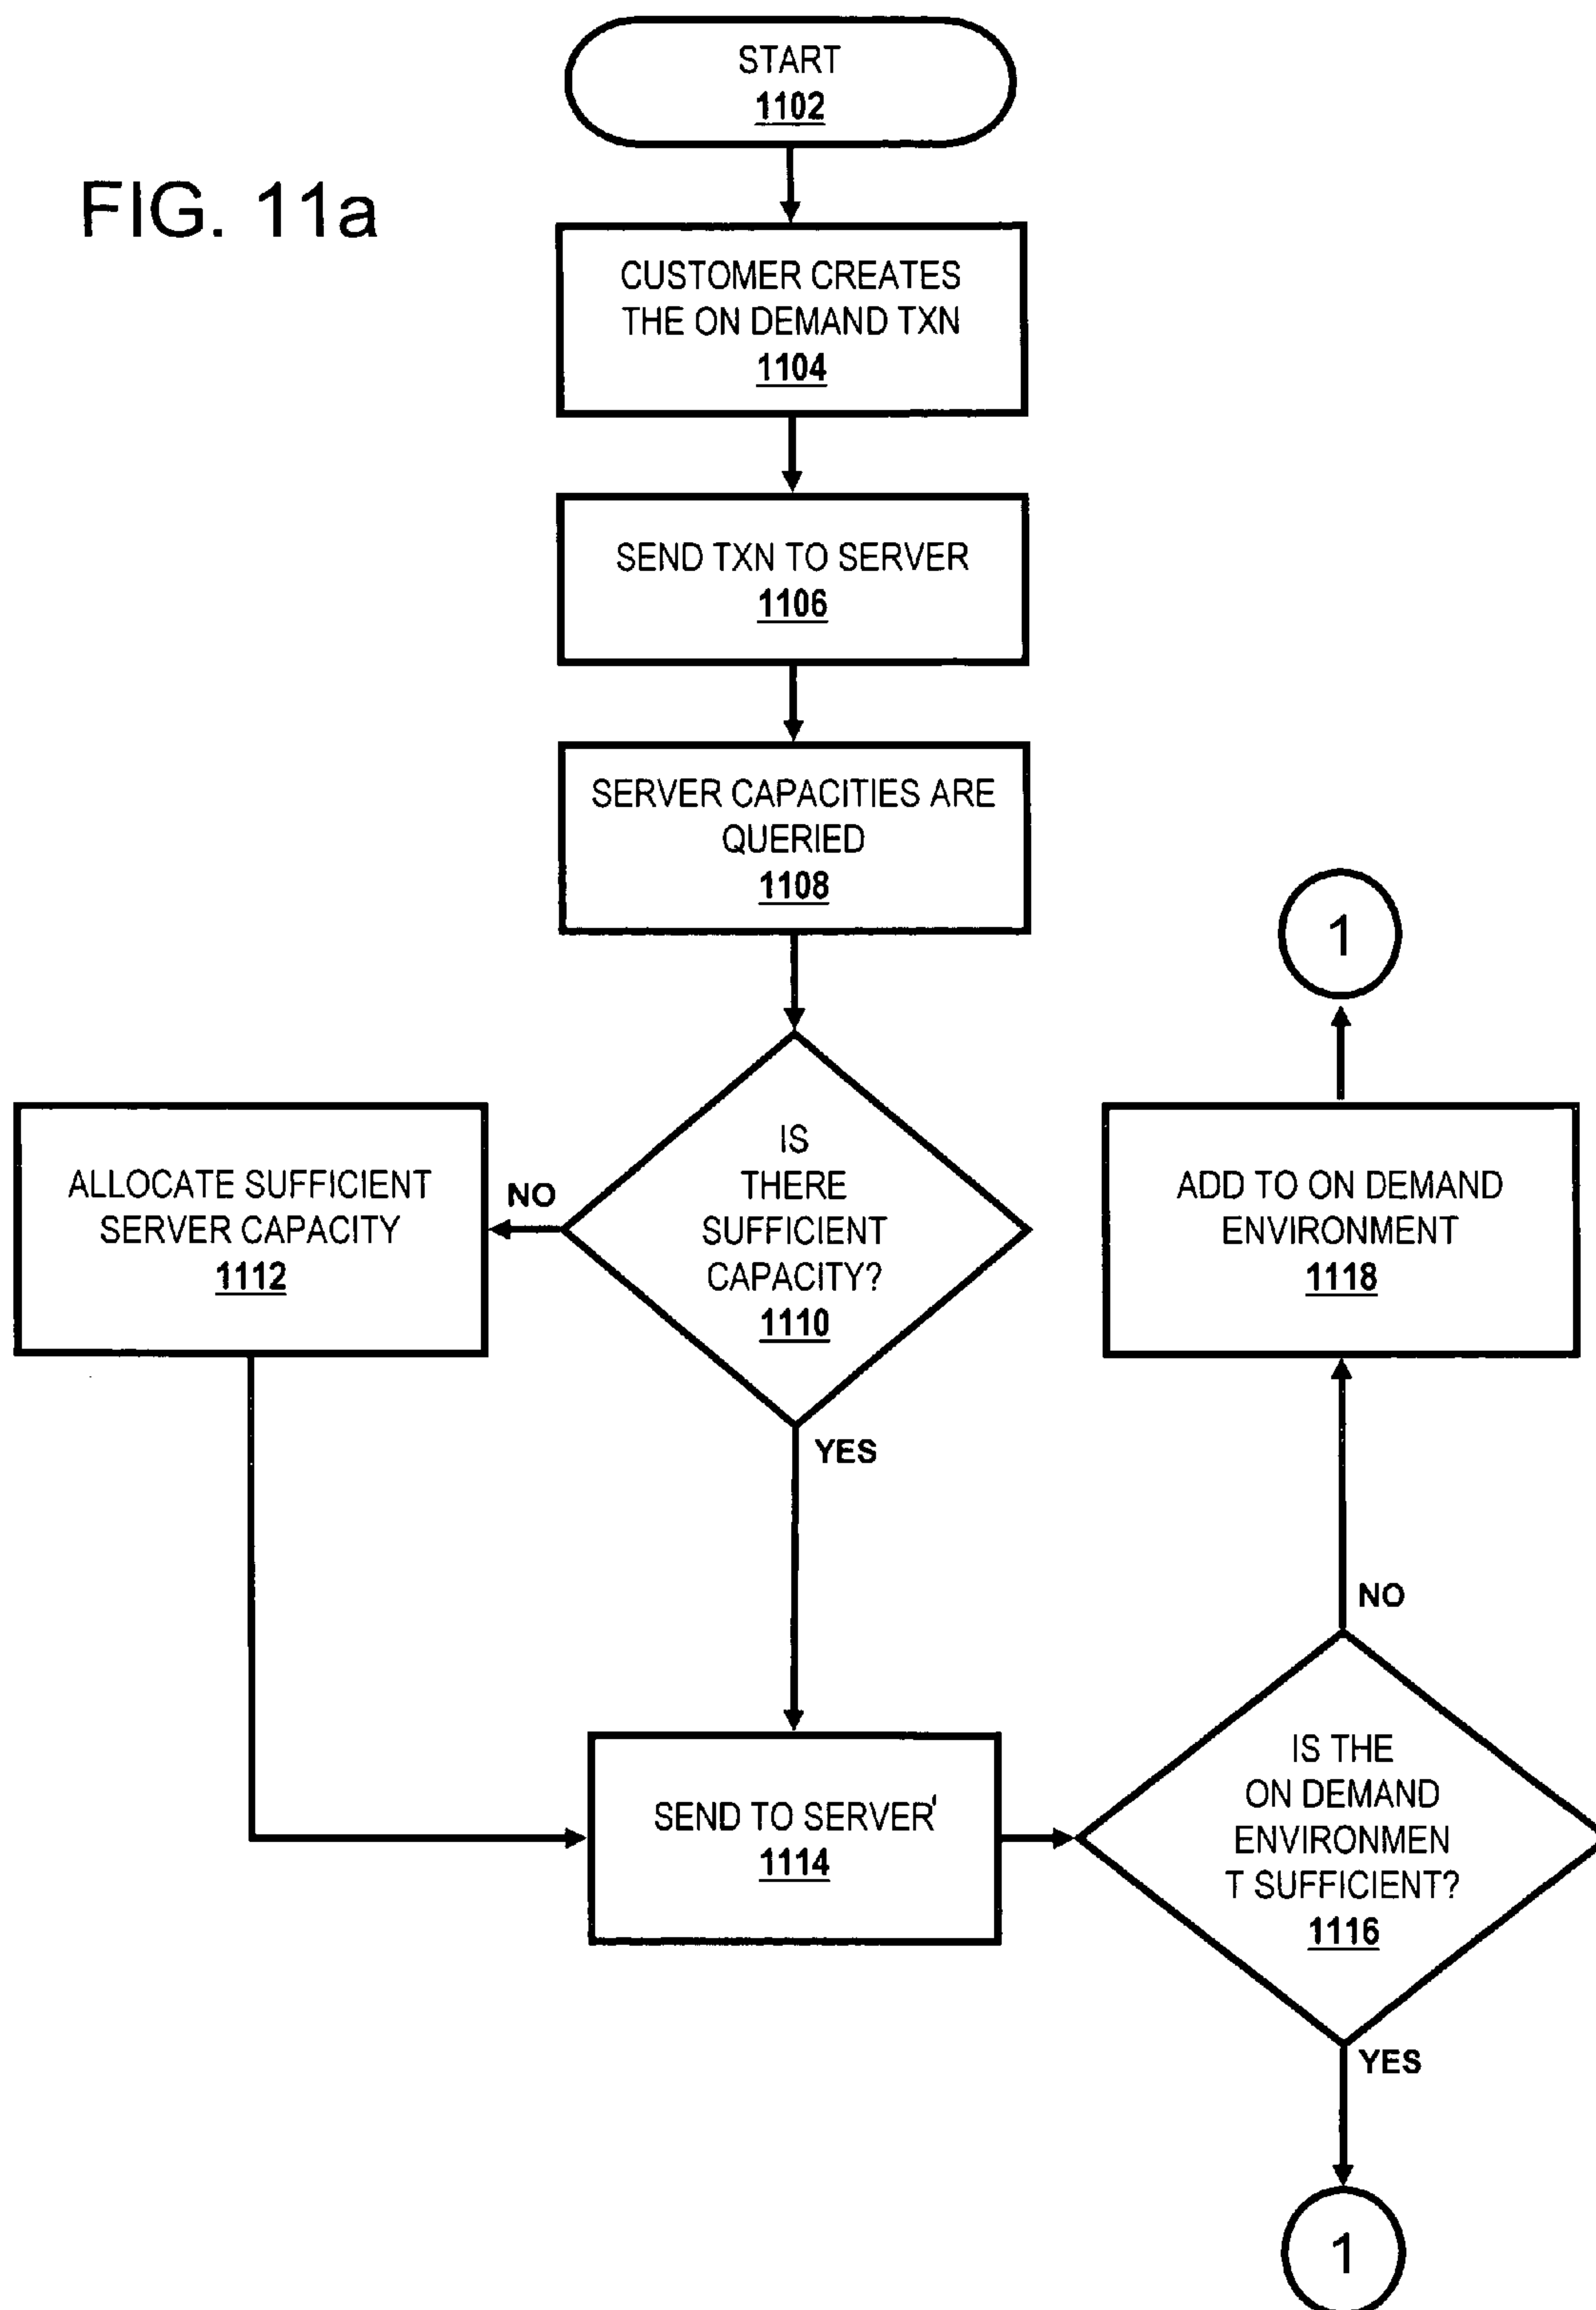 START
1102
FIG. 11a
CUSTOMER CREATES
THE ON DEMAND TXN
1104
SEND TXN TO SERVER
1106
SERVER CAPACITIES ARE
QUERIED
1108
1
IS
THERE
SUFFICIENT
CAPACITY?
1110
NO
ALLOCATE SUFFICIENT
SERVER CAPACITY
1112
YES
ADD TO ON DEMAND
ENVIRONMENT
1118
NO
SEND TO SERVER'
1114
IS THE
ON DEMAND
ENVIRONMEN
T SUFFICIENT?
1116
YES
1